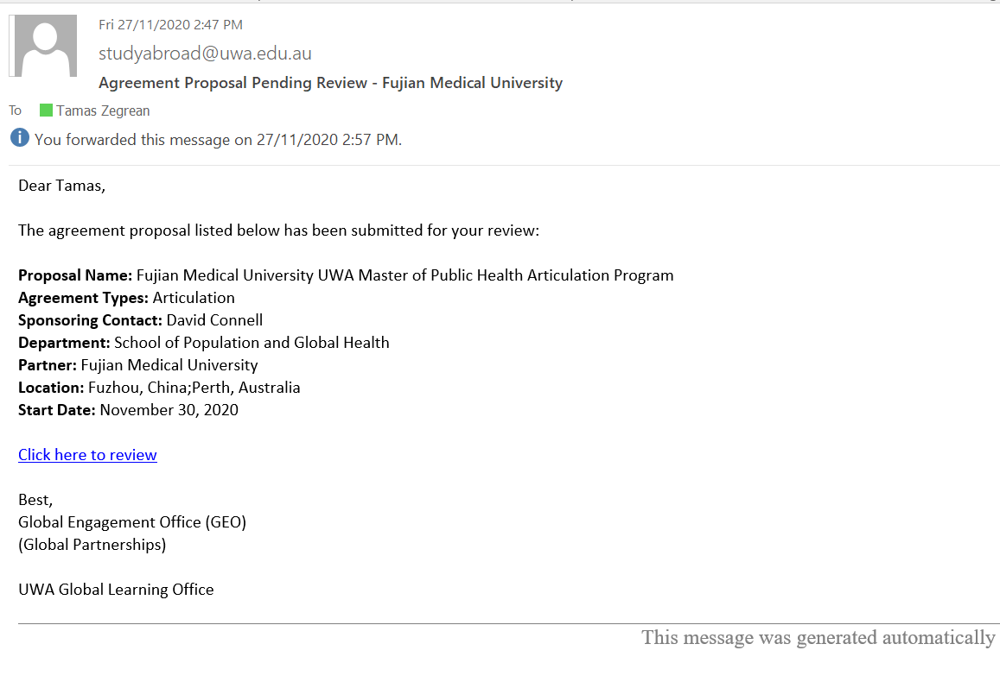 Fri 27/11/2020 2:47 PM
studyabroad@uwa.edu.au
Agreement Proposal Pending Review - Fujian Medical University
To Tamas Zegrean
i You forwarded this message on 27/11/2020 2:57 PM.
Dear Tamas,
The agreement proposal listed below has been submitted for your review:
Proposal Name: Fujian Medical University UWA Master of Public Health Articulation Program
Agreement Types: Articulation
Sponsoring Contact: David Connell
Department: School of Population and Global Health
Partner: Fujian Medical University
Location: Fuzhou, China;Perth, Australia
Start Date: November 30, 2020
Click here to review
Best,
Global Engagement Office (GEO)
(Global Partnerships)
UWA Global Learning Office
This message was generated automatically